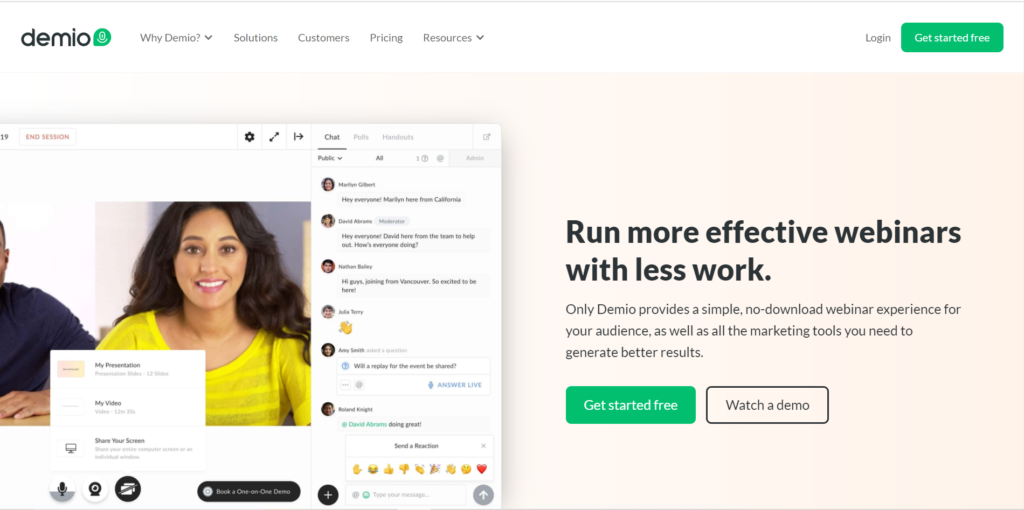 demio
Why Demio?
Solutions
Customers
Pricing
Resources
Login
Get started free
19
END SESSION
Chat
Polls
Handouts
Public
All
1
@
Admin
Marilyn Gilbert
Hey everyone! Marilyn here from California
David Abrams
Moderator
Hey everyone! David here from the team to help
out. How's everyone doing?
Nathan Bailey
Hi guys, joining from Vancouver. So excited to be
here!
Julia Terry
Amy Smith asked a question
Will a replay for the event be shared?
@
ANSWER LIVE
Roland Knight
@ David Abrams doing great!
Send a Reaction
@
Type your message...
My Presentation
Presentation Slides - 12 Slides
My Video
Video - 12m 35s
Share Your Screen
Share your entire computer screen or an
individual window.
Book a One-on-One Demo
Run more effective webinars
with less work.
Only Demio provides a simple, no-download webinar experience for
your audience, as well as all the marketing tools you need to
generate better results.
Get started free
Watch a demo